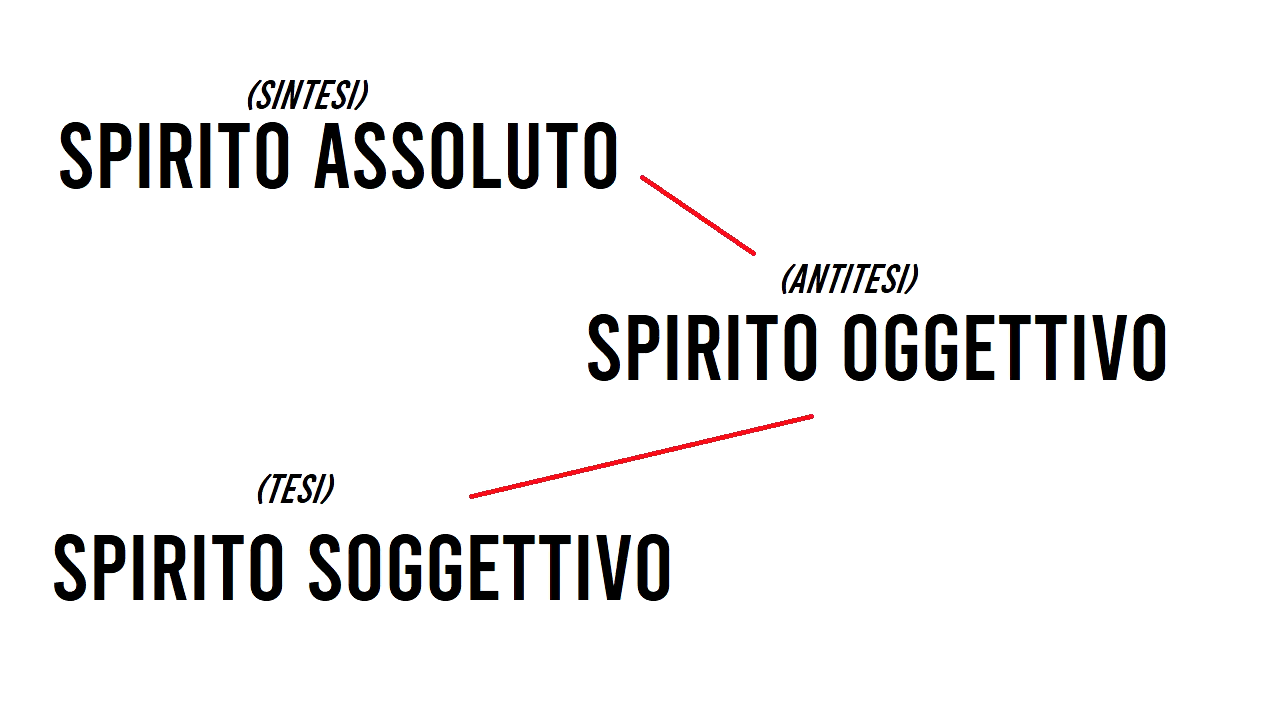 (SINTESI)
SPIRITO ASSOLUTO
(ANTITESI)
SPIRITO OGGETTIVO
(TESI)
SPIRITO SOGGETTIVO